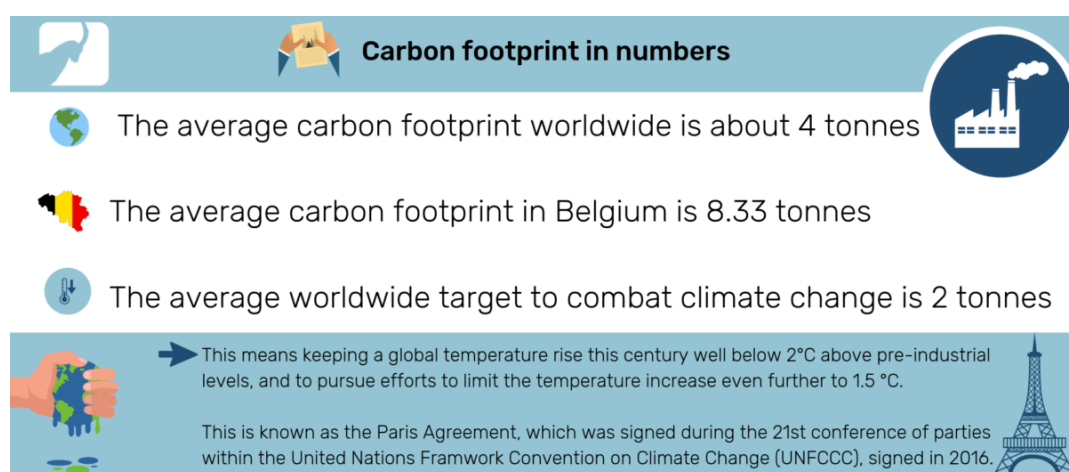 Carbon footprint in numbers
The average carbon footprint worldwide is about 4 tonnes
The average carbon footprint in Belgium is 8.33 tonnes
The average worldwide target to combat climate change is 2 tonnes
This means keeping a global temperature rise this century well below 2°C above pre-industrial
levels, and to pursue efforts to limit the temperature increase even further to 1.5 °C.
This is known as the Paris Agreement, which was signed during the 21st conference of parties
within the United Nations Framwork Convention on Climate Change (UNFCCC), signed in 2016.